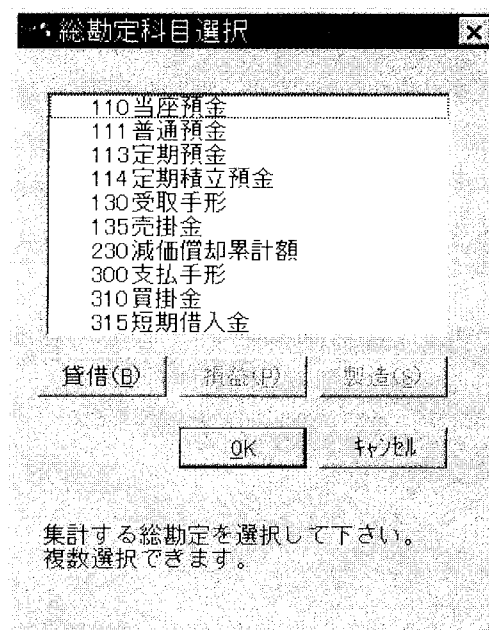 総勘定科目選択
110当座預金
111普通預金
113定期預金
114定期積立預金
130受取手形
135売掛金
230減価償却累計額
300支払手形
310買掛金
315短期借入金
貸借(B) 損益(P) 製造(S)
OK ｷｬﾝｾﾙ
集計する総勘定を選択して下さい。
複数選択できます。